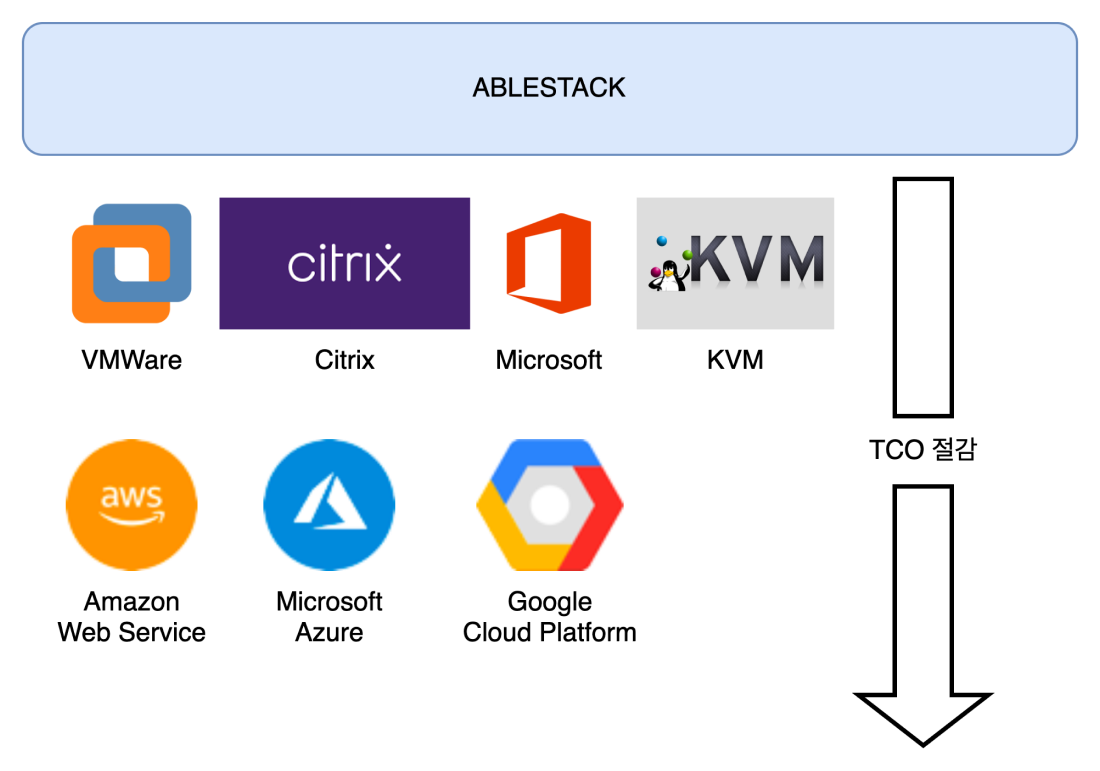 ABLESTACK
citrix
KVM
VMWare
Citrix
Microsoft
KVM
TCO 절감
aws
Amazon
Web Service
Microsoft
Azure
Google
Cloud Platform